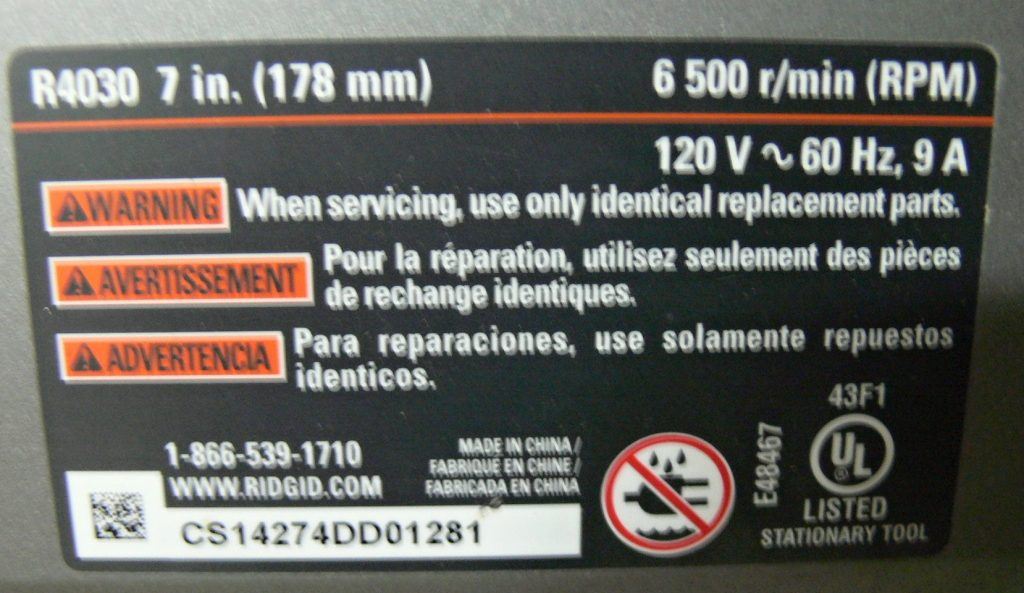 R4030 7 in. (178 mm)
6 500 r/min (RPM)
120 V ~ 60 Hz, 9 A
WARNING When servicing, use only identical replacement parts.
AVERTISSEMENT Pour la réparation, utilisez seulement des pièces
de rechange identiques.
ADVERTENCIA Para reparaciones, use solamente repuestos
identicos.
43F1
E48467
UL
®
LISTED
STATIONARY TOOL
1-866-539-1710
WWW.RIDGID.COM
MADE IN CHINA /
FABRIQUE EN CHINE /
FABRICADA EN CHINA
CS14274DD01281